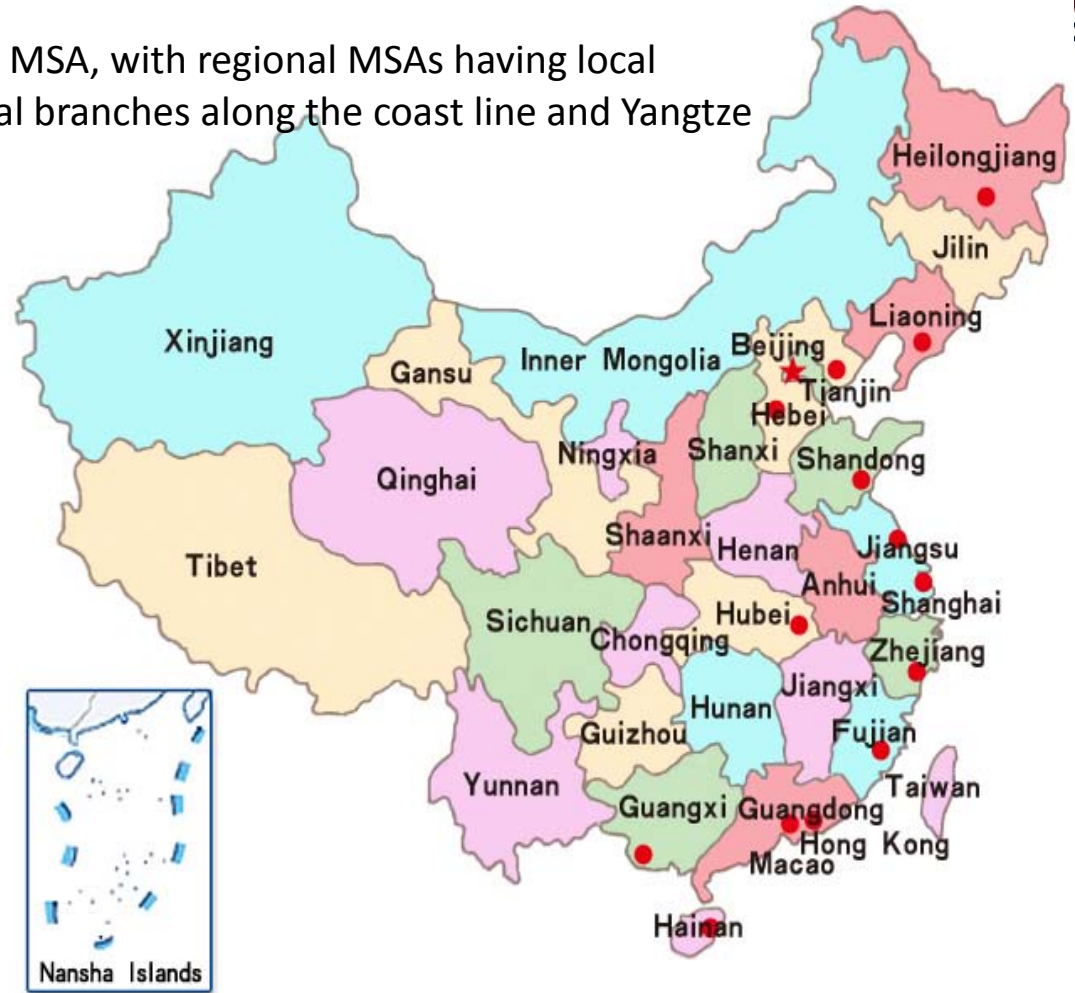 MSA, with regional MSAs having local
al branches along the coast line and Yangtze
Heilongjiang
Jilin
Liaoning
Xinjiang
Gansu
Inner Mongolia
Beijing
Tianjin
Hebei
Ningxia
Shanxi
Shandong
Qinghai
Shaanxi
Henan
Jiangsu
Tibet
Anhui
Shanghai
Sichuan
Chongqing
Hubei
Zhejiang
Jiangxi
Hunan
Guizhou
Fujian
Yunnan
Taiwan
Guangxi
Guangdong
Hong Kong
Macao
Hainan
Nansha Islands